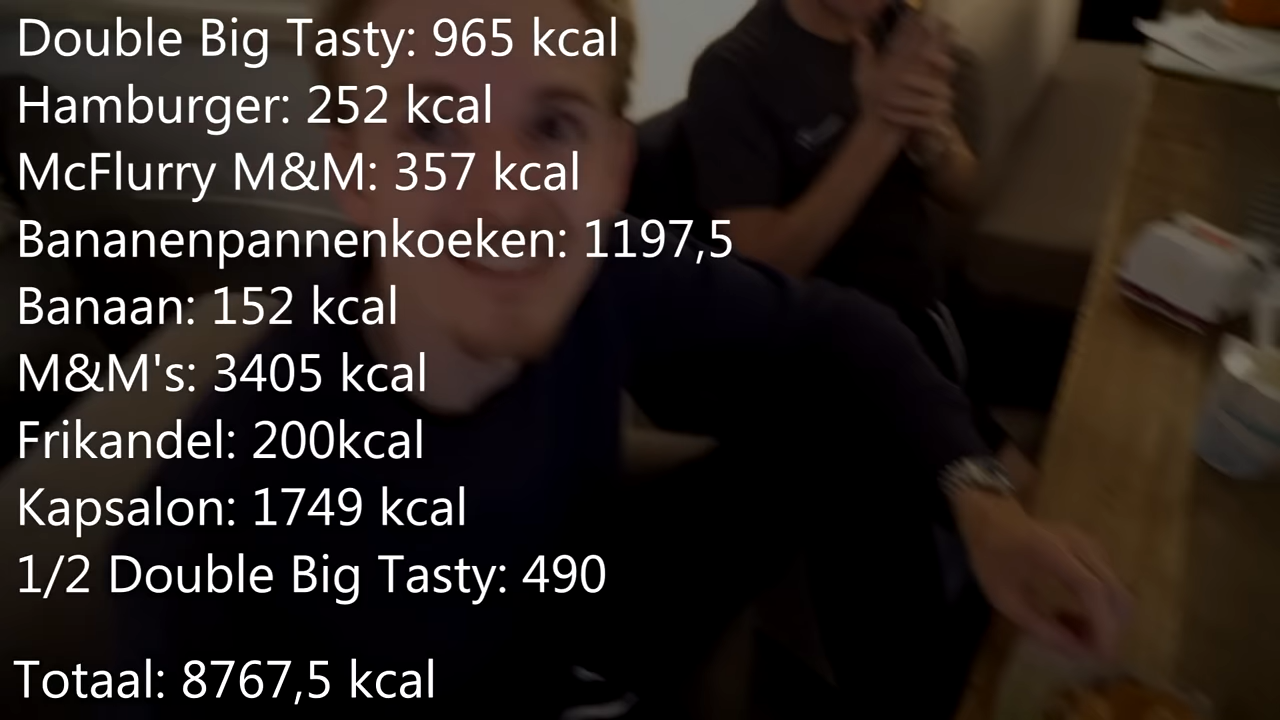 Double Big Tasty: 965 kcal
Hamburger: 252 kcal
McFlurry M&M: 357 kcal
Bananenpannenkoeken: 1197,5
Banaan: 152 kcal
M&M's: 3405 kcal
Frikandel: 200kcal
Kapsalon: 1749 kcal
1/2 Double Big Tasty: 490
Totaal: 8767,5 kcal